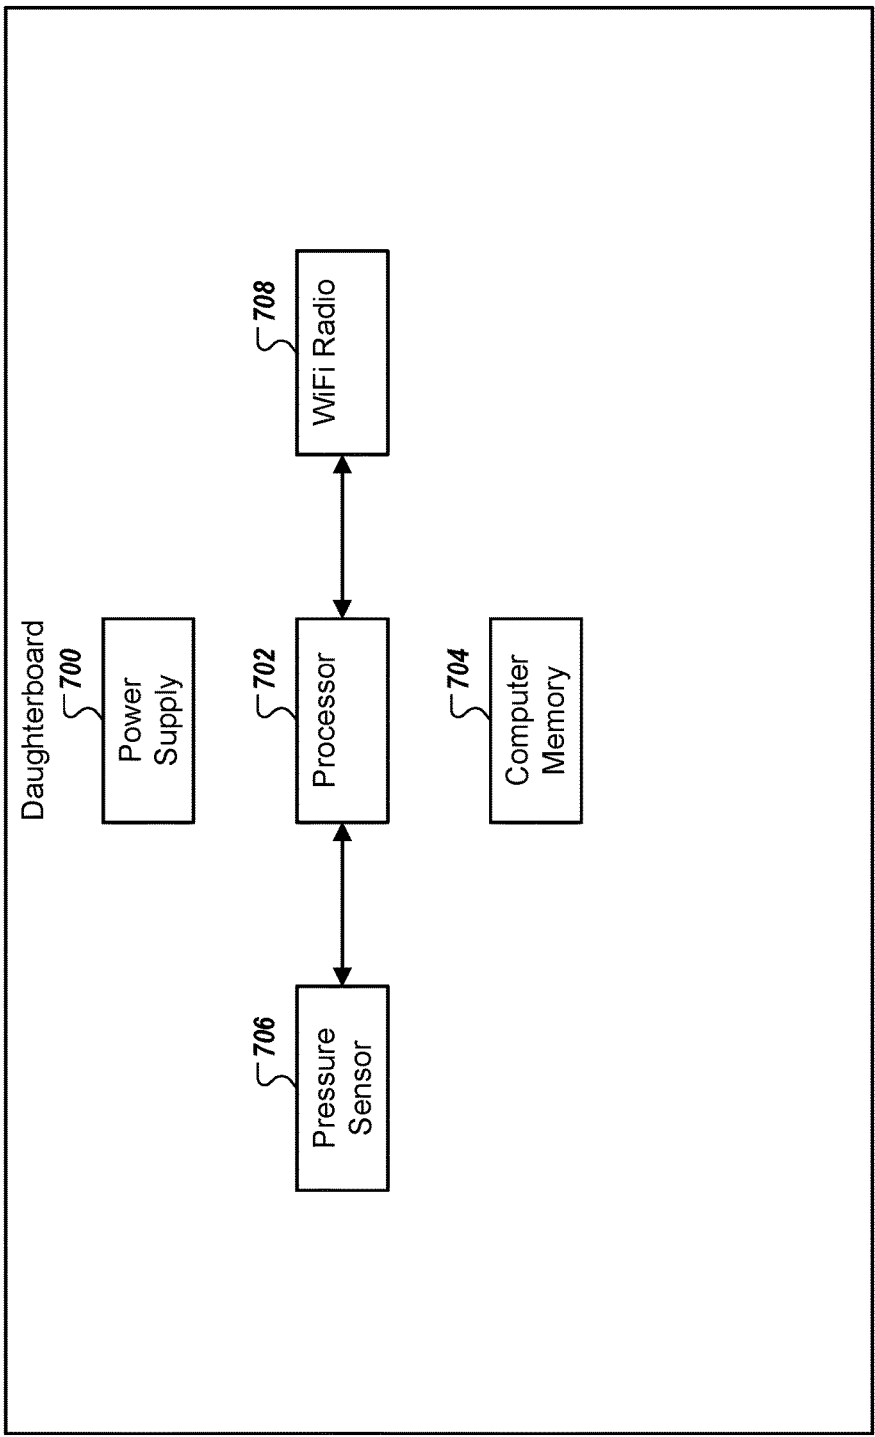 Daughterboard
700
Power
Supply
706
Pressure
Sensor
702
Processor
708
WiFi Radio
704
Computer
Memory